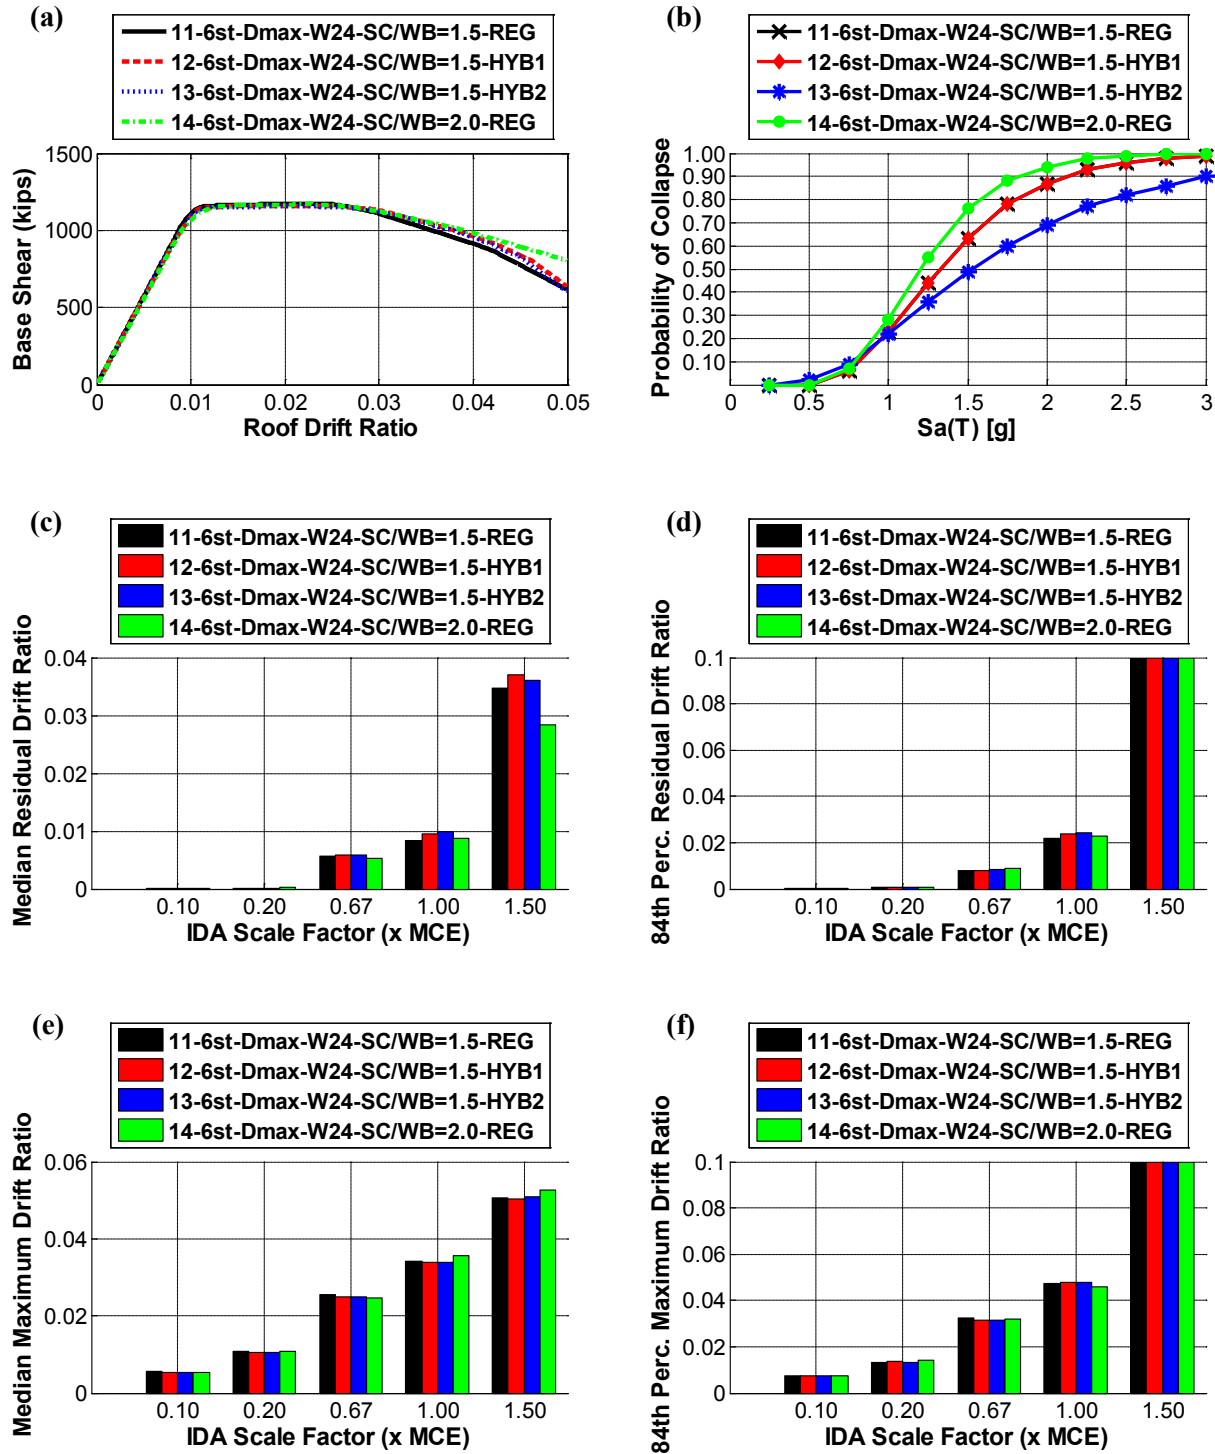 (a)
11-6st-Dmax-W24-SC/WB=1.5-REG
12-6st-Dmax-W24-SC/WB=1.5-HYB1
13-6st-Dmax-W24-SC/WB=1.5-HYB2
14-6st-Dmax-W24-SC/WB=2.0-REG
Base Shear (kips)
1500
1000
500
0
0 0.01 0.02 0.03 0.04 0.05
Roof Drift Ratio
(b)
11-6st-Dmax-W24-SC/WB=1.5-REG
12-6st-Dmax-W24-SC/WB=1.5-HYB1
13-6st-Dmax-W24-SC/WB=1.5-HYB2
14-6st-Dmax-W24-SC/WB=2.0-REG
Probability of Collapse
1.00
0.90
0.80
0.70
0.60
0.50
0.40
0.30
0.20
0.10
0 0.5 1 1.5 2 2.5 3
Sa(T) [g]
(c)
11-6st-Dmax-W24-SC/WB=1.5-REG
12-6st-Dmax-W24-SC/WB=1.5-HYB1
13-6st-Dmax-W24-SC/WB=1.5-HYB2
14-6st-Dmax-W24-SC/WB=2.0-REG
Median Residual Drift Ratio
0.04
0.03
0.02
0.01
0
0.10 0.20 0.67 1.00 1.50
IDA Scale Factor (x MCE)
(d)
11-6st-Dmax-W24-SC/WB=1.5-REG
12-6st-Dmax-W24-SC/WB=1.5-HYB1
13-6st-Dmax-W24-SC/WB=1.5-HYB2
14-6st-Dmax-W24-SC/WB=2.0-REG
84th Perc. Residual Drift Ratio
0.1
0.08
0.06
0.04
0.02
0
0.10 0.20 0.67 1.00 1.50
IDA Scale Factor (x MCE)
(e)
11-6st-Dmax-W24-SC/WB=1.5-REG
12-6st-Dmax-W24-SC/WB=1.5-HYB1
13-6st-Dmax-W24-SC/WB=1.5-HYB2
14-6st-Dmax-W24-SC/WB=2.0-REG
Median Maximum Drift Ratio
0.06
0.04
0.02
0
0.10 0.20 0.67 1.00 1.50
IDA Scale Factor (x MCE)
(f)
11-6st-Dmax-W24-SC/WB=1.5-REG
12-6st-Dmax-W24-SC/WB=1.5-HYB1
13-6st-Dmax-W24-SC/WB=1.5-HYB2
14-6st-Dmax-W24-SC/WB=2.0-REG
84th Perc. Maximum Drift Ratio
0.1
0.08
0.06
0.04
0.02
0
0.10 0.20 0.67 1.00 1.50
IDA Scale Factor (x MCE)